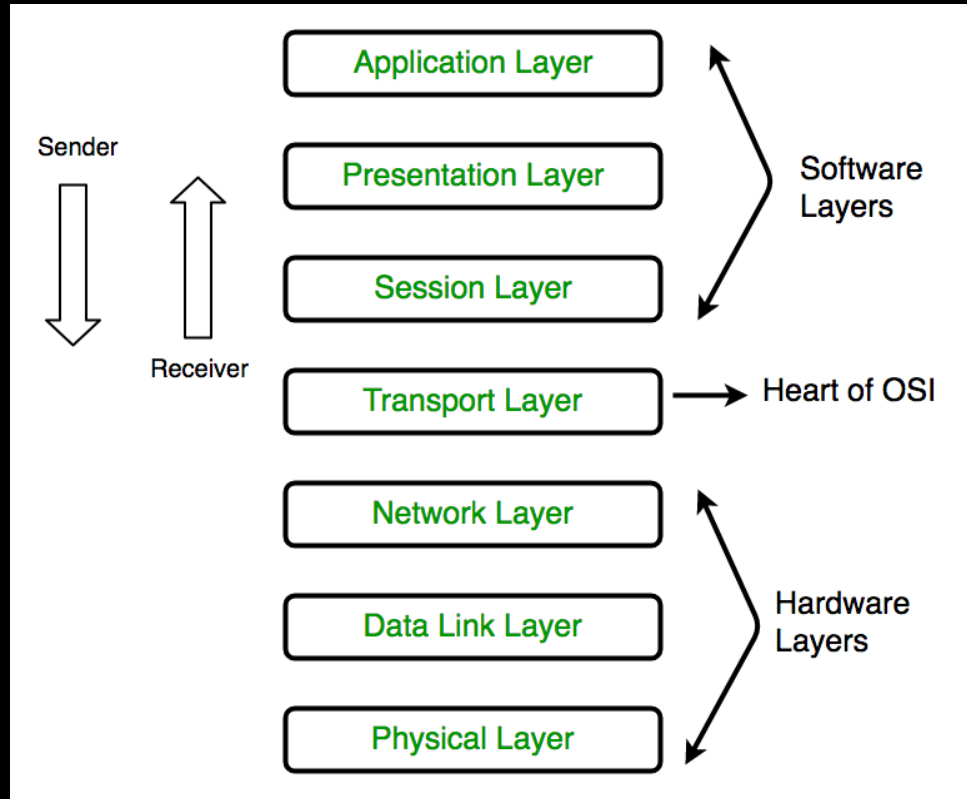 Application Layer
Sender
Presentation Layer
Software
Layers
Session Layer
Receiver
Transport Layer
Heart of OSI
Network Layer
Hardware
Layers
Data Link Layer
Physical Layer